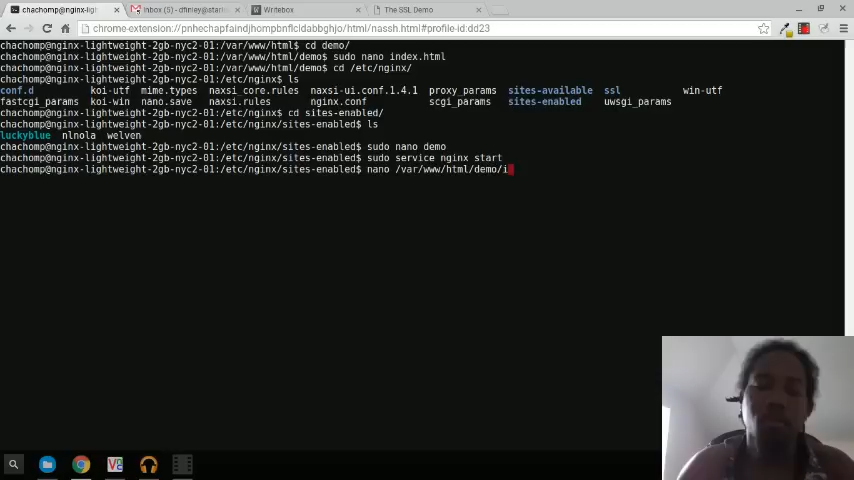 chachomp@nginx-ligh
Inbox (5) - dfinley@star
Writebox
The SSL Demo
chrome-extension://pnhechapfaindjhompbnflcldabbghjo/html/nassh.html#profile-id:dd23
chachomp@nginx-lightweight-2gb-nyc2-01:/var/www/html$ cd demo/
chachomp@nginx-lightweight-2gb-nyc2-01:/var/www/html/demo$ sudo nano index.html
chachomp@nginx-lightweight-2gb-nyc2-01:/var/www/html/demo$ cd /etc/nginx/
chachomp@nginx-lightweight-2gb-nyc2-01:/etc/nginx$ ls
conf.d koi-utf mime.types naxsi_core.rules naxsi-ui.conf.1.4.1 proxy_params sites-available ssl win-utf
fastcgi_params koi-win nano.save naxsi.rules nginx.conf scgi_params sites-enabled uwsgi_params
chachomp@nginx-lightweight-2gb-nyc2-01:/etc/nginx$ cd sites-enabled/
chachomp@nginx-lightweight-2gb-nyc2-01:/etc/nginx/sites-enabled$ ls
luckyblue nlnola welven
chachomp@nginx-lightweight-2gb-nyc2-01:/etc/nginx/sites-enabled$ sudo nano demo
chachomp@nginx-lightweight-2gb-nyc2-01:/etc/nginx/sites-enabled$ sudo service nginx start
chachomp@nginx-lightweight-2gb-nyc2-01:/etc/nginx/sites-enabled$ nano /var/www/html/demo/i